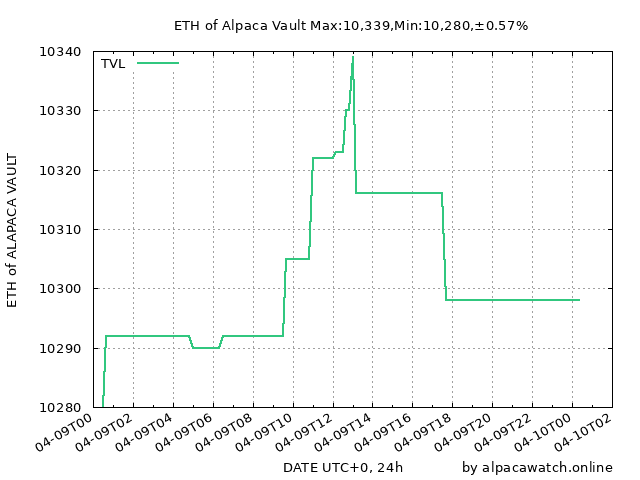 ETH of Alpaca Vault Max:10,339,Min:10,280,±0.57%
TVL
10340
10330
10320
10310
10300
10290
10280
ETH of ALAPACA VAULT
04-09T00
04-09T02
04-09T04
04-09T06
04-09T08
04-09T10
04-09T12
04-09T14
04-09T16
04-09T18
04-09T20
04-09T22
04-10T00
04-10T02
DATE UTC+0, 24h
by alpacawatch.online